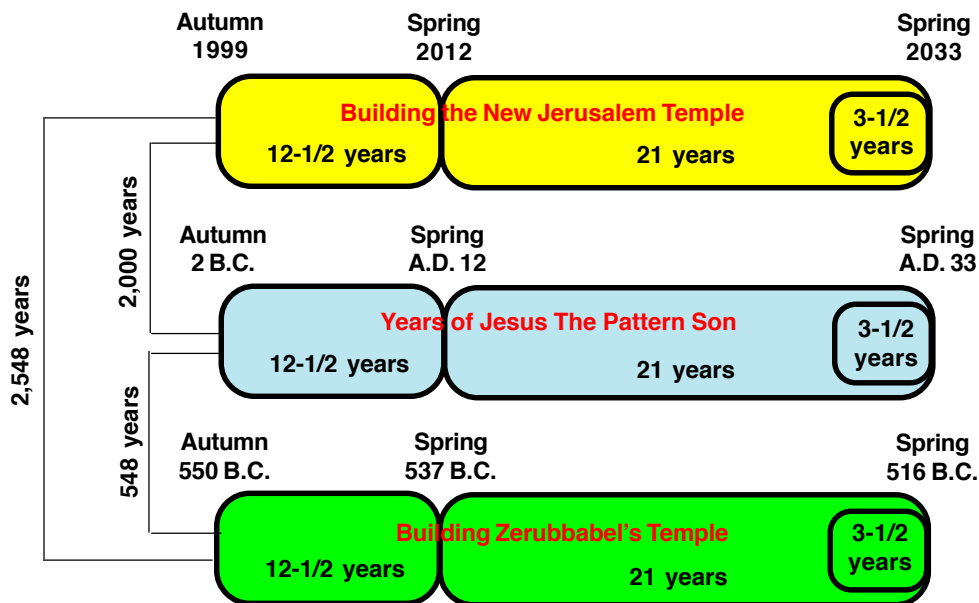 Autumn
1999
Spring
2012
Spring
2033
Building the New Jerusalem Temple
12-1/2 years
21 years
3-1/2
years
2,548 years
2,000 years
Autumn
2 B.C.
Spring
A.D. 12
Spring
A.D. 33
Years of Jesus The Pattern Son
12-1/2 years
21 years
3-1/2
years
548 years
Autumn
550 B.C.
Spring
537 B.C.
Spring
516 B.C.
Building Zerubbabel's Temple
12-1/2 years
21 years
3-1/2
years